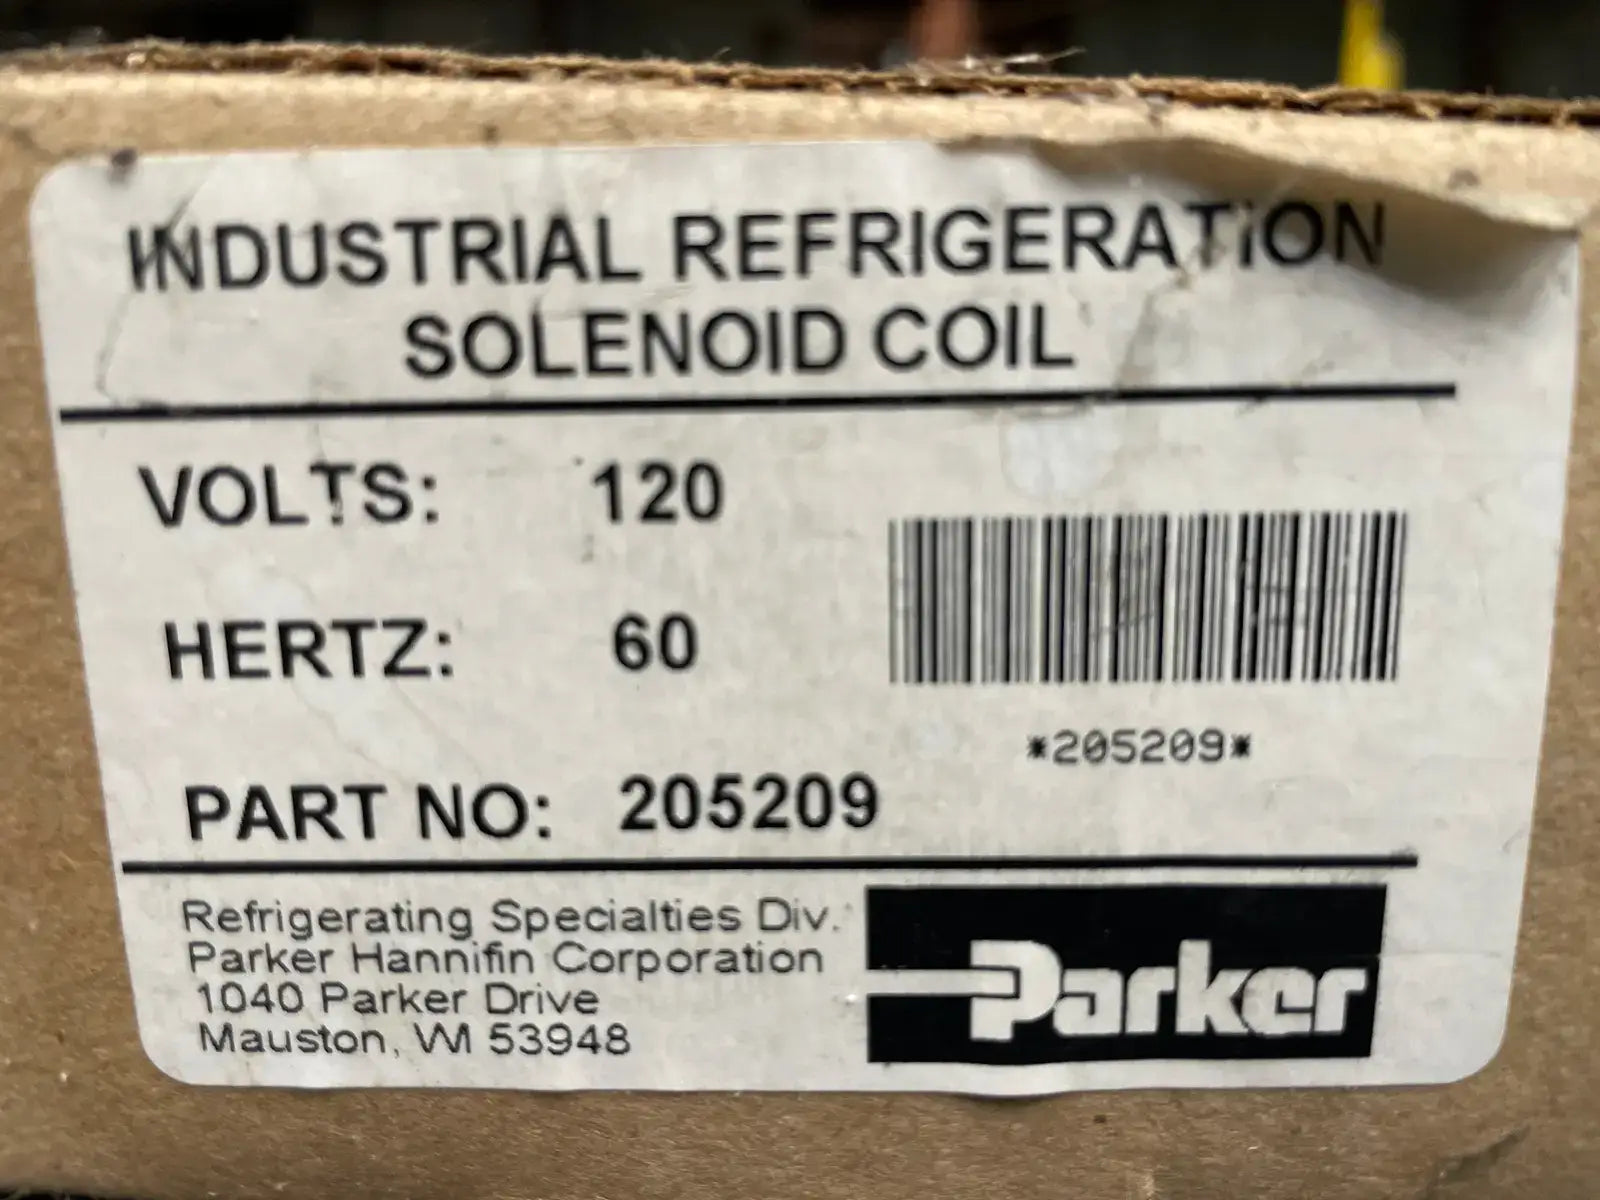 INDUSTRIAL REFRIGERATION
SOLENOID COIL
VOLTS: 120
HERTZ: 60
*205209*
PART NO: 205209
Refrigerating Specialties Div.
Parker Hannifin Corporation
1040 Parker Drive
Mauston, WI 53948
Parker